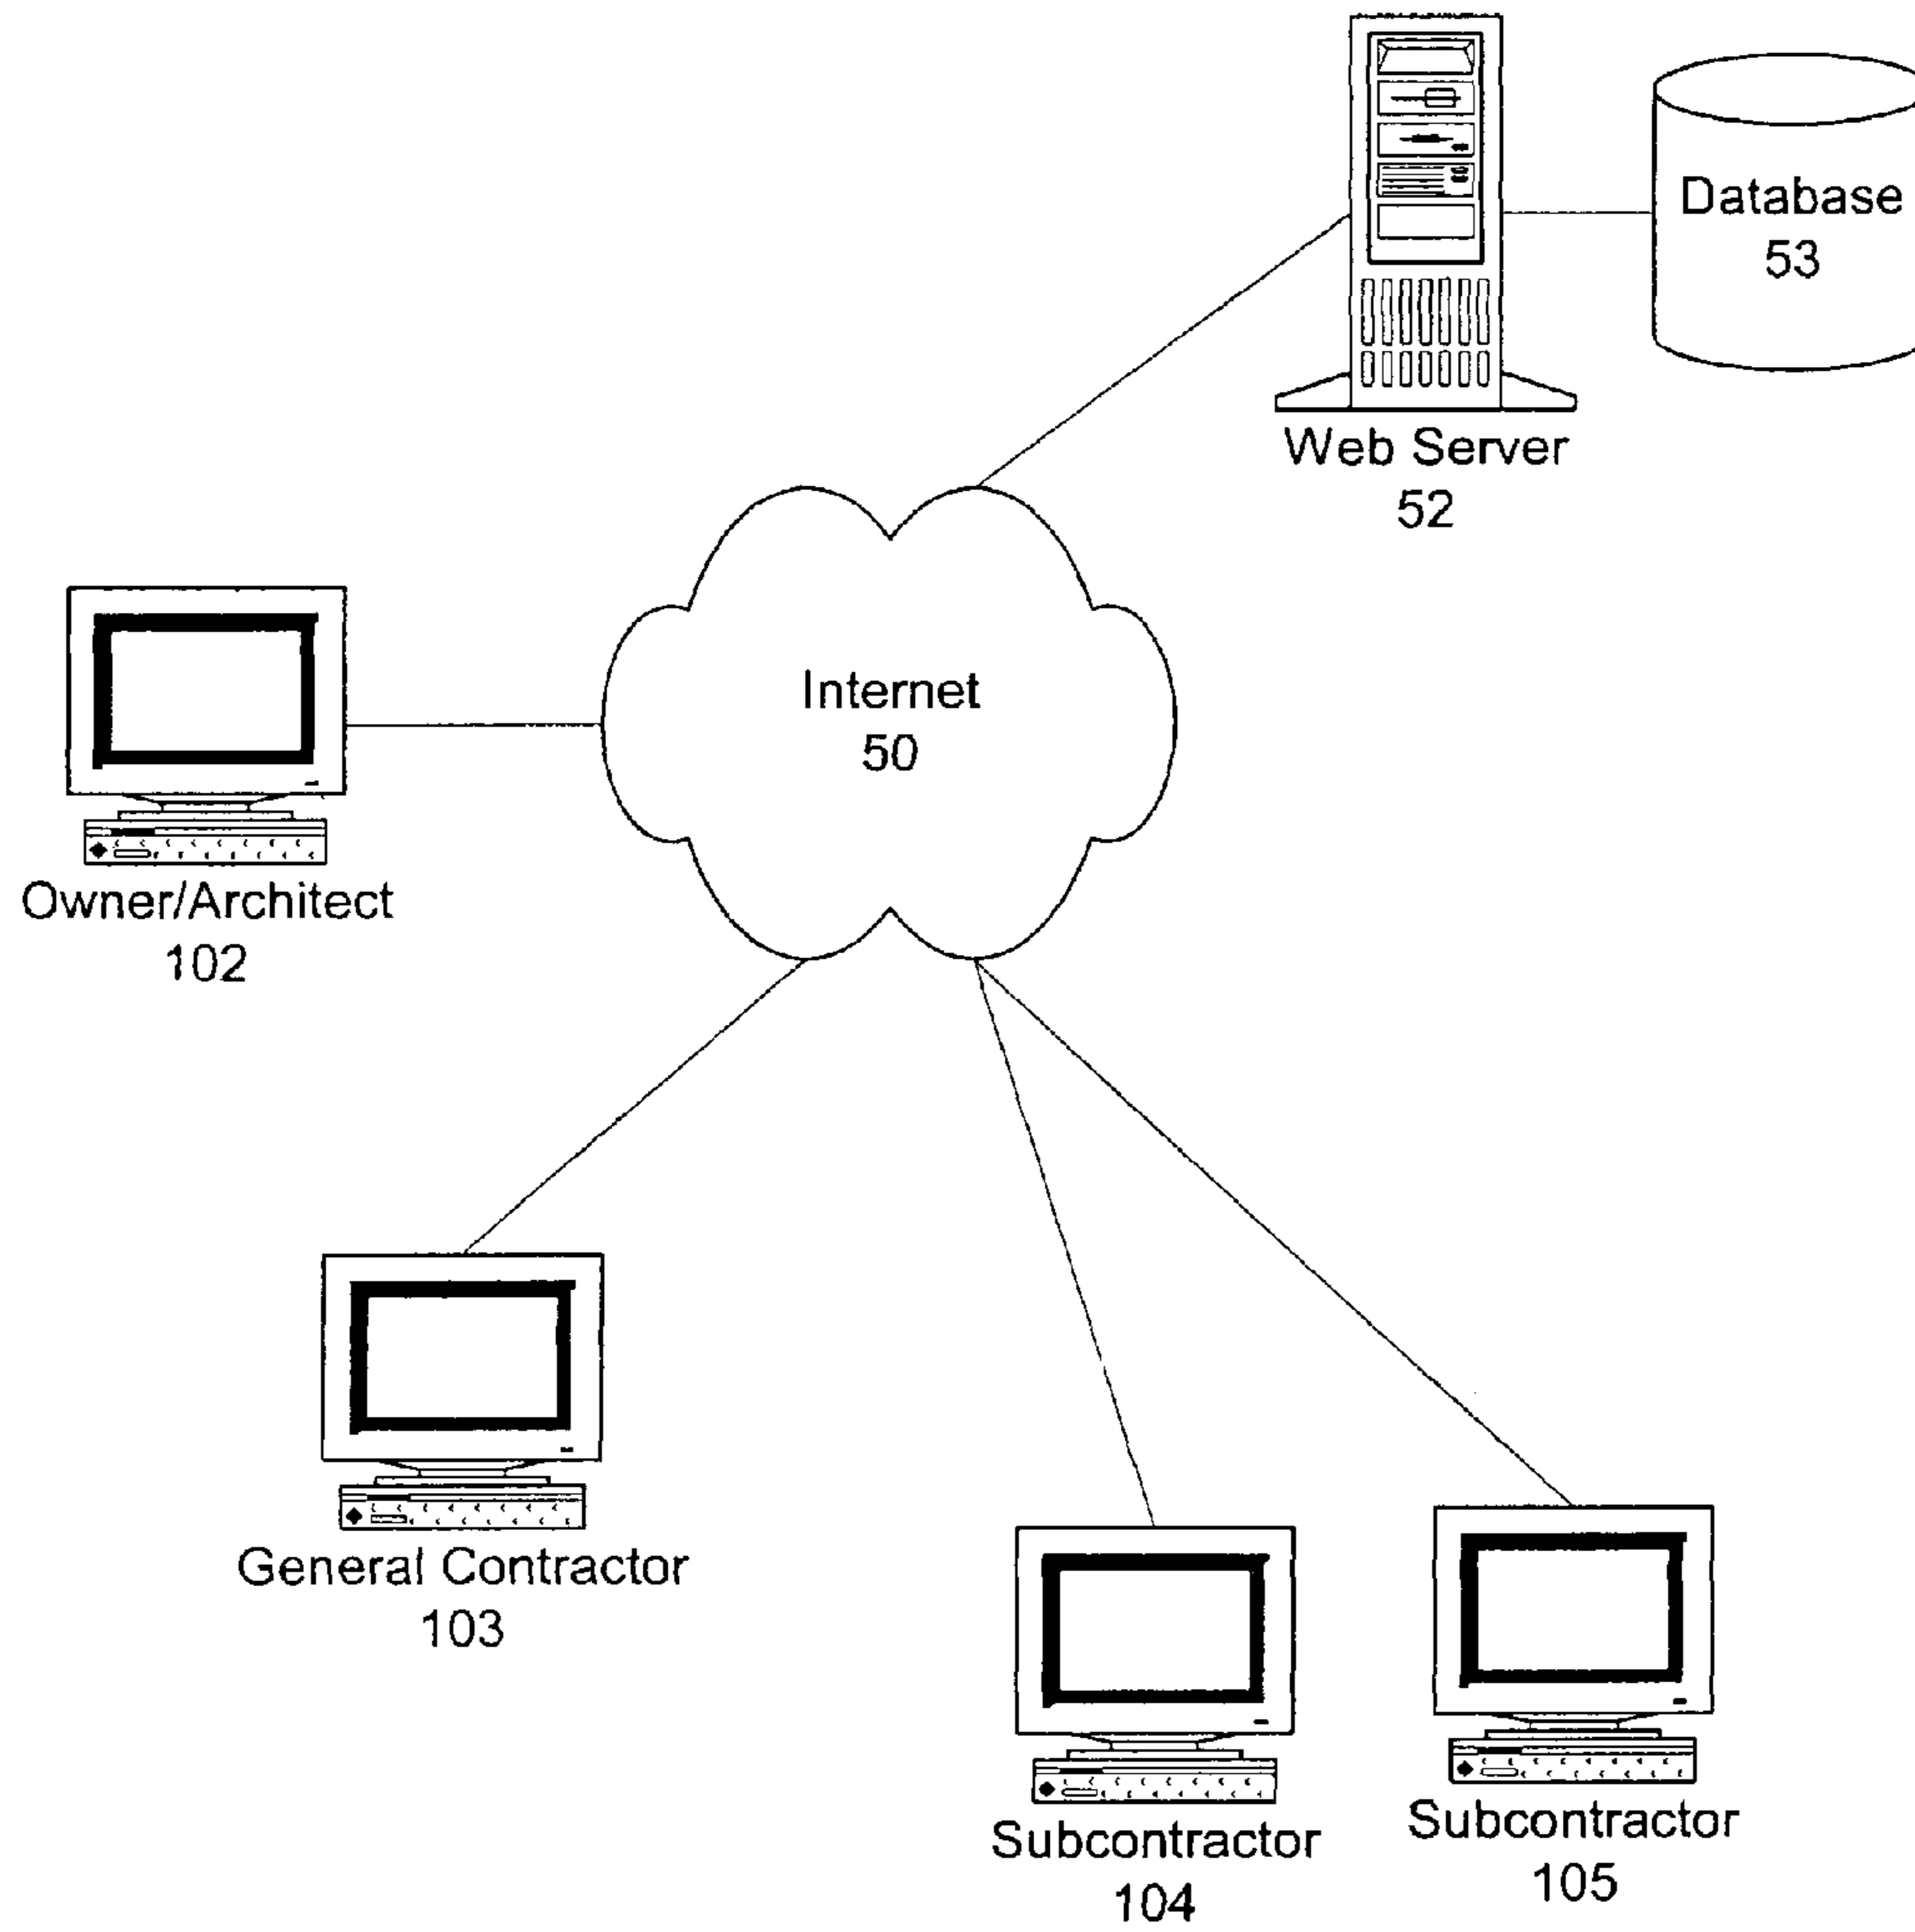 Database
53
Web Server
52
Internet
50
Owner/Architect
102
General Contractor
103
Subcontractor
104
Subcontractor
105